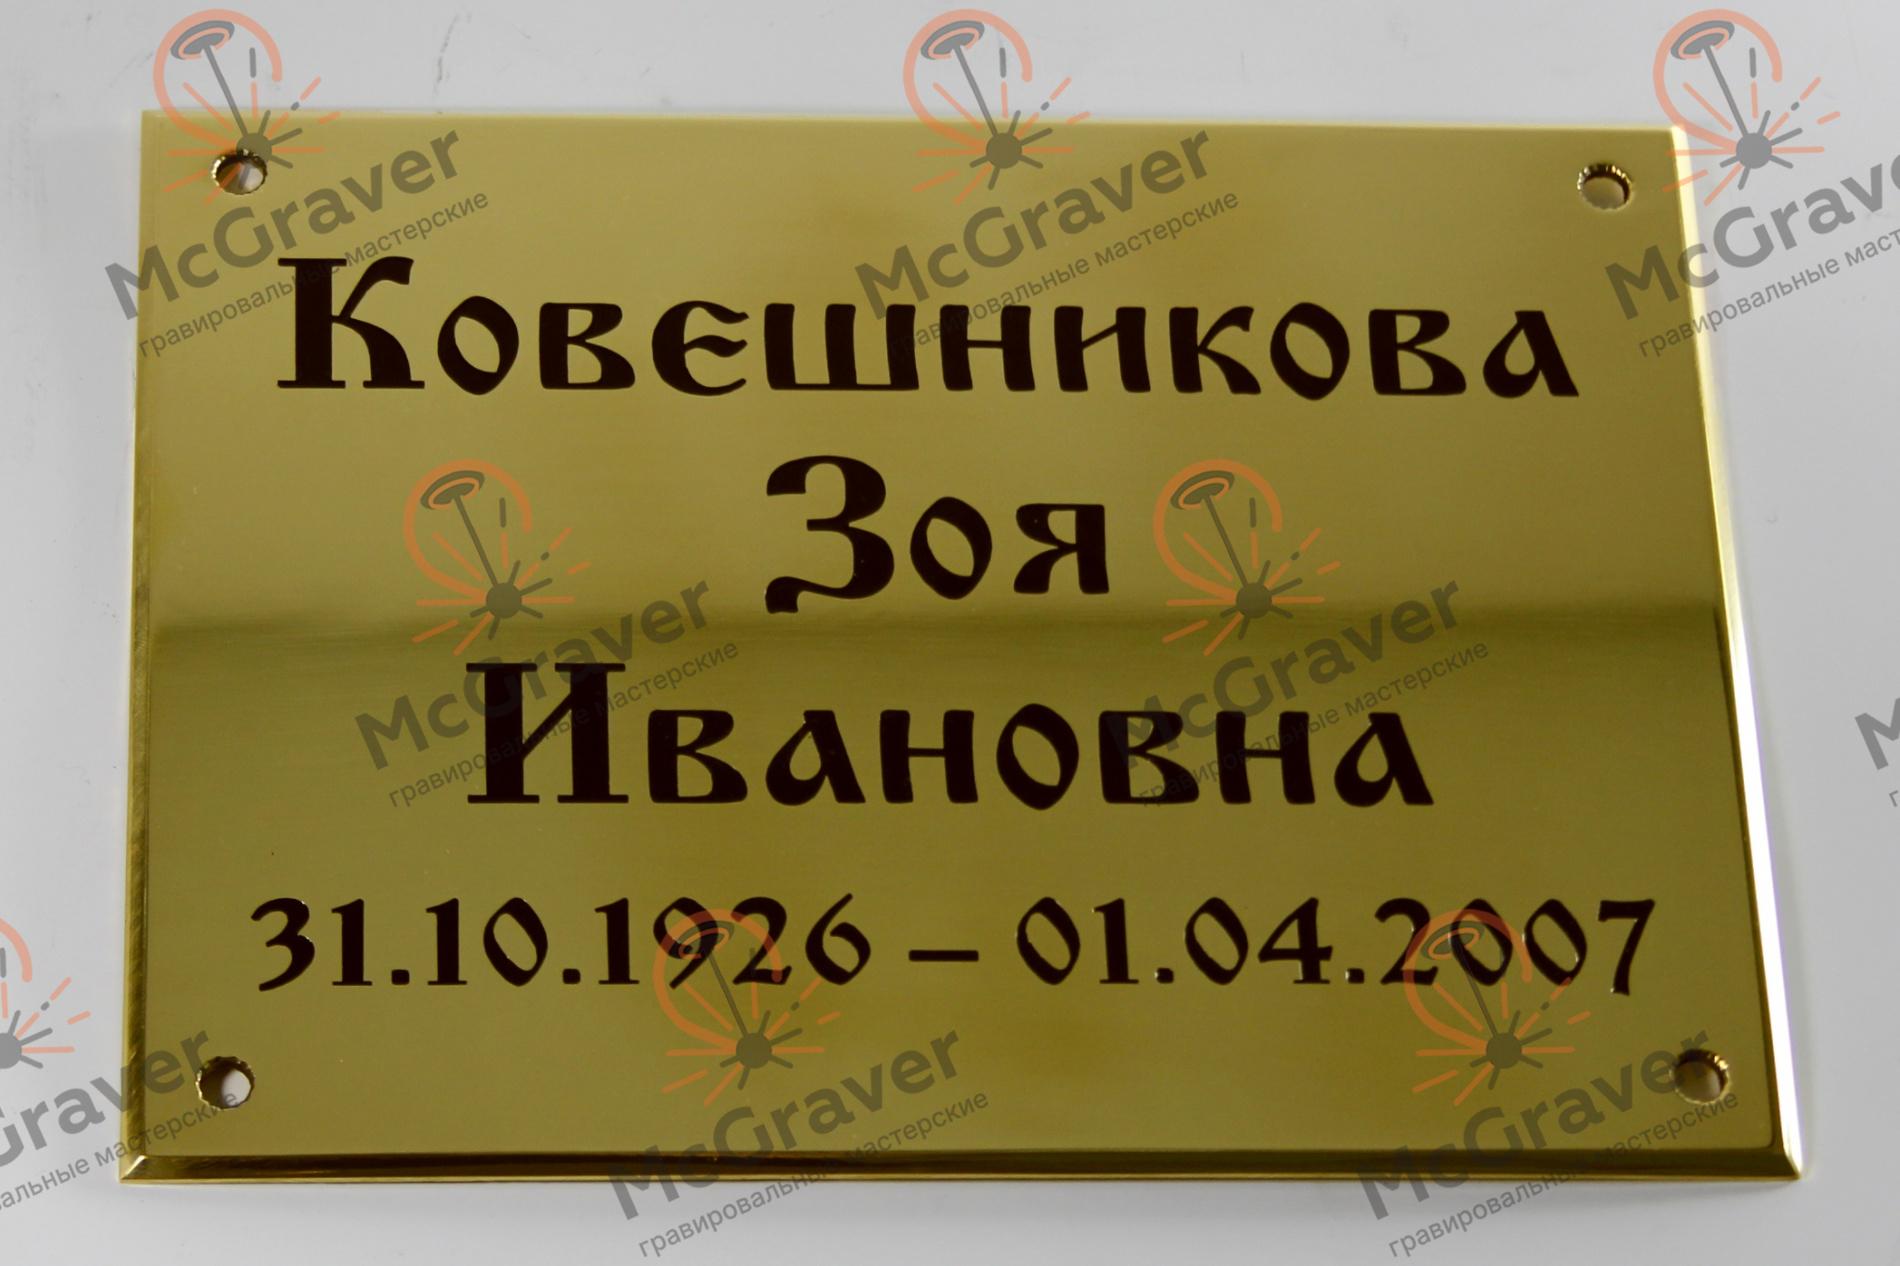 Ковешникова
Зоя
Ивановна
31.10.1926 – 01.04.2007
McGraver
гравировальные мастерские